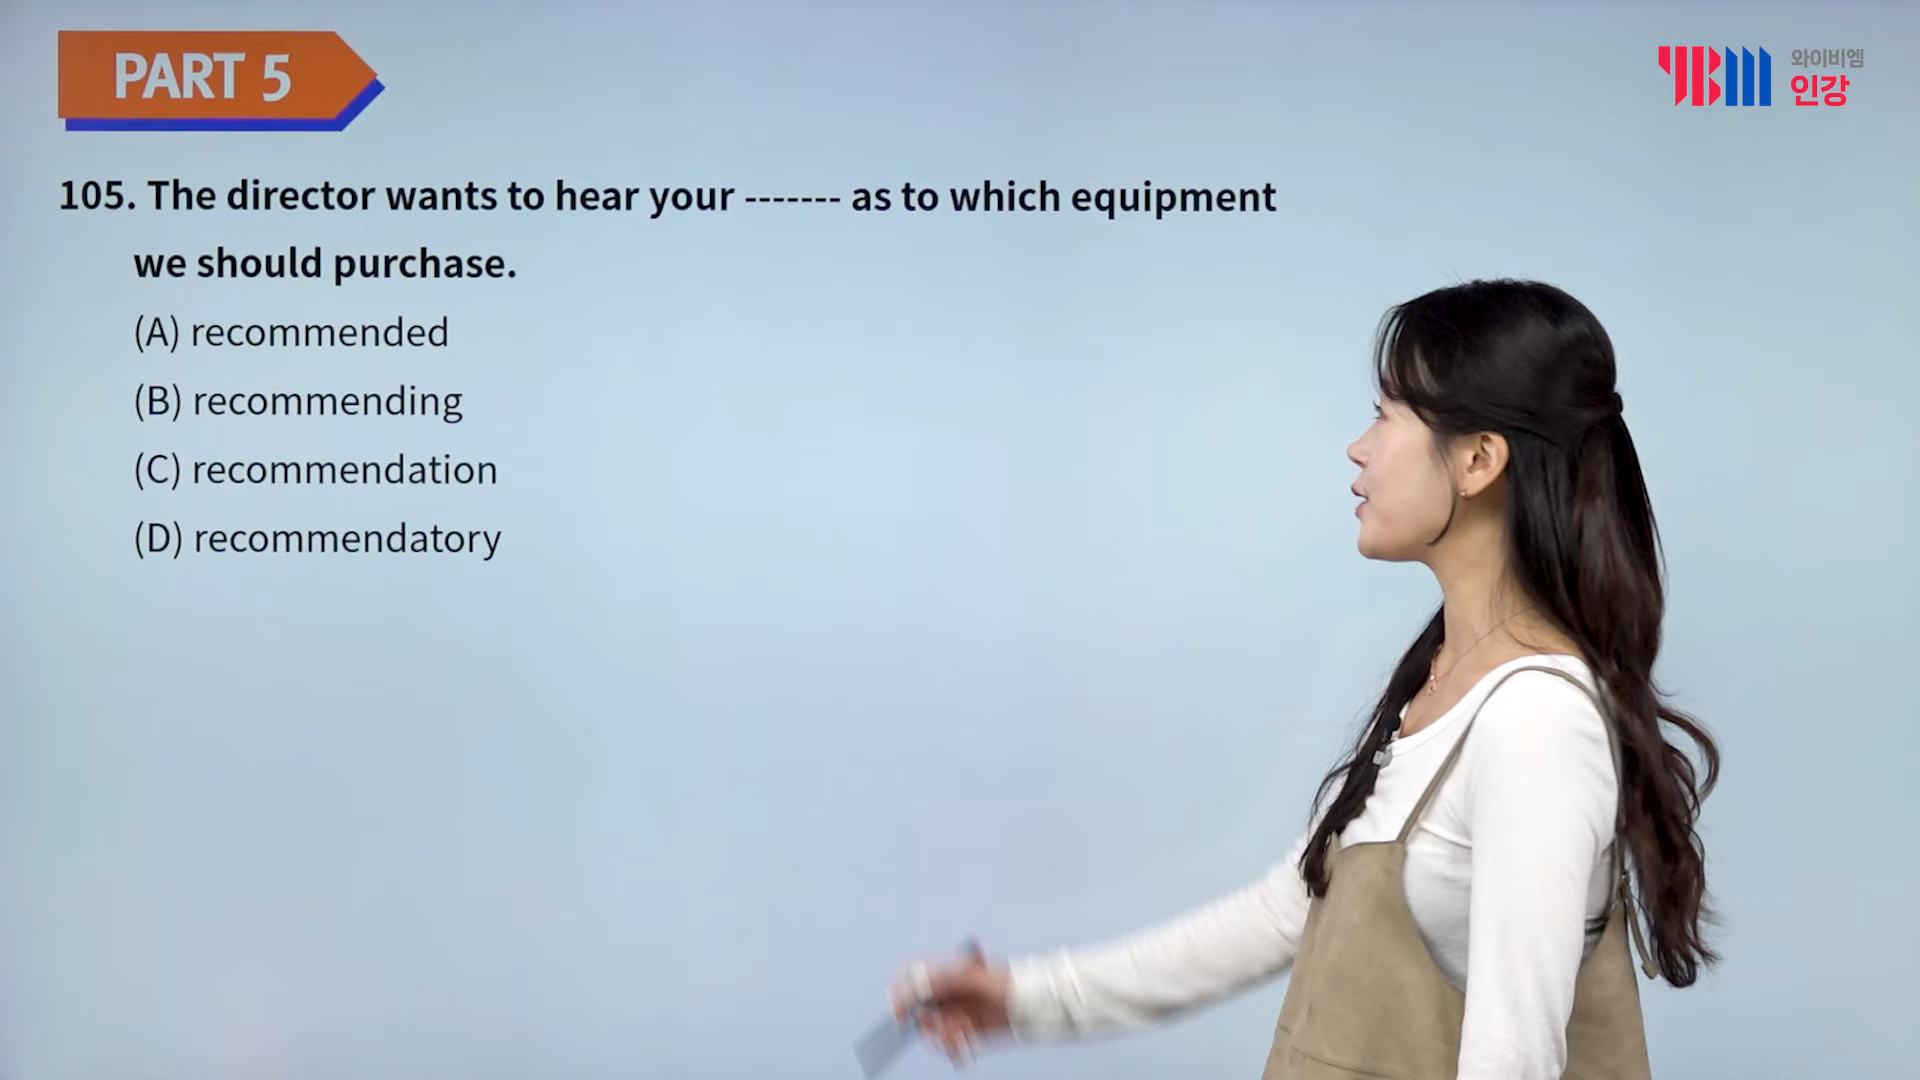 PART 5
YBM 와이비엠
인강
105. The director wants to hear your ------- as to which equipment
we should purchase.
(A) recommended
(B) recommending
(C) recommendation
(D) recommendatory